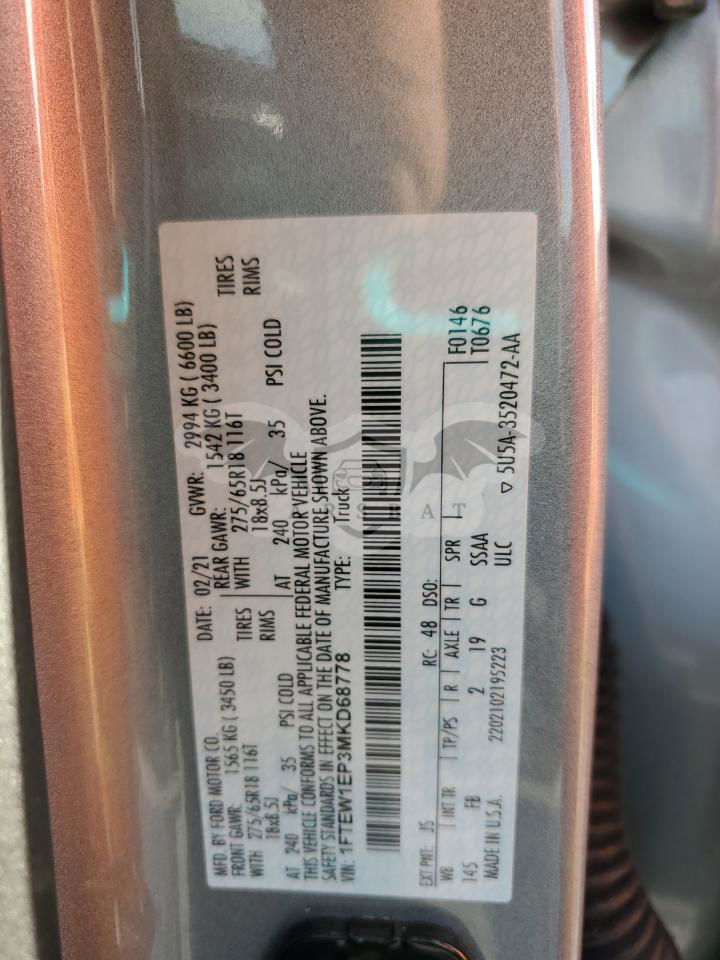 MFD. BY FORD MOTOR CO.
DATE: 02/21 GVWR: 2994 KG ( 6600 LB)
FRONT GAWR: 1565 KG ( 3450 LB)
REAR GAWR: 1542 KG ( 3400 LB)
WITH 275/65R18 116T TIRES
WITH 275/65R18 116T TIRES
18x8.5J RIMS
18x8.5J RIMS
AT 240 kPa/ 35 PSI COLD
AT 240 kPa/ 35 PSI COLD
THIS VEHICLE CONFORMS TO ALL APPLICABLE FEDERAL MOTOR VEHICLE
SAFETY STANDARDS IN EFFECT ON THE DATE OF MANUFACTURE SHOWN ABOVE.
VIN: 1FTEW1EP3MKD68778 TYPE: Truck
EXT PNT: JS RC: 48 DSO: F0146
WB INT TR TP/PS R AXLE TR SPR T0676
145 FB 2 19 G SSAA
MADE IN U.S.A. 2202102195223 ULC ▽ 5U5A-3520472-AA